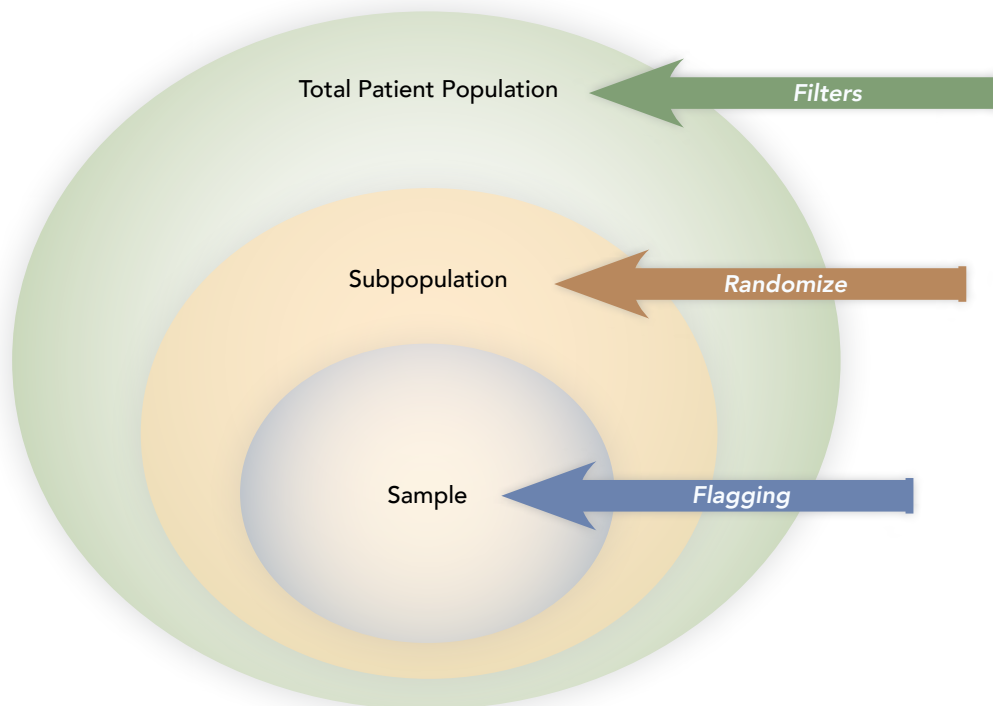 Total Patient Population
Filters
Subpopulation
Randomize
Sample
Flagging